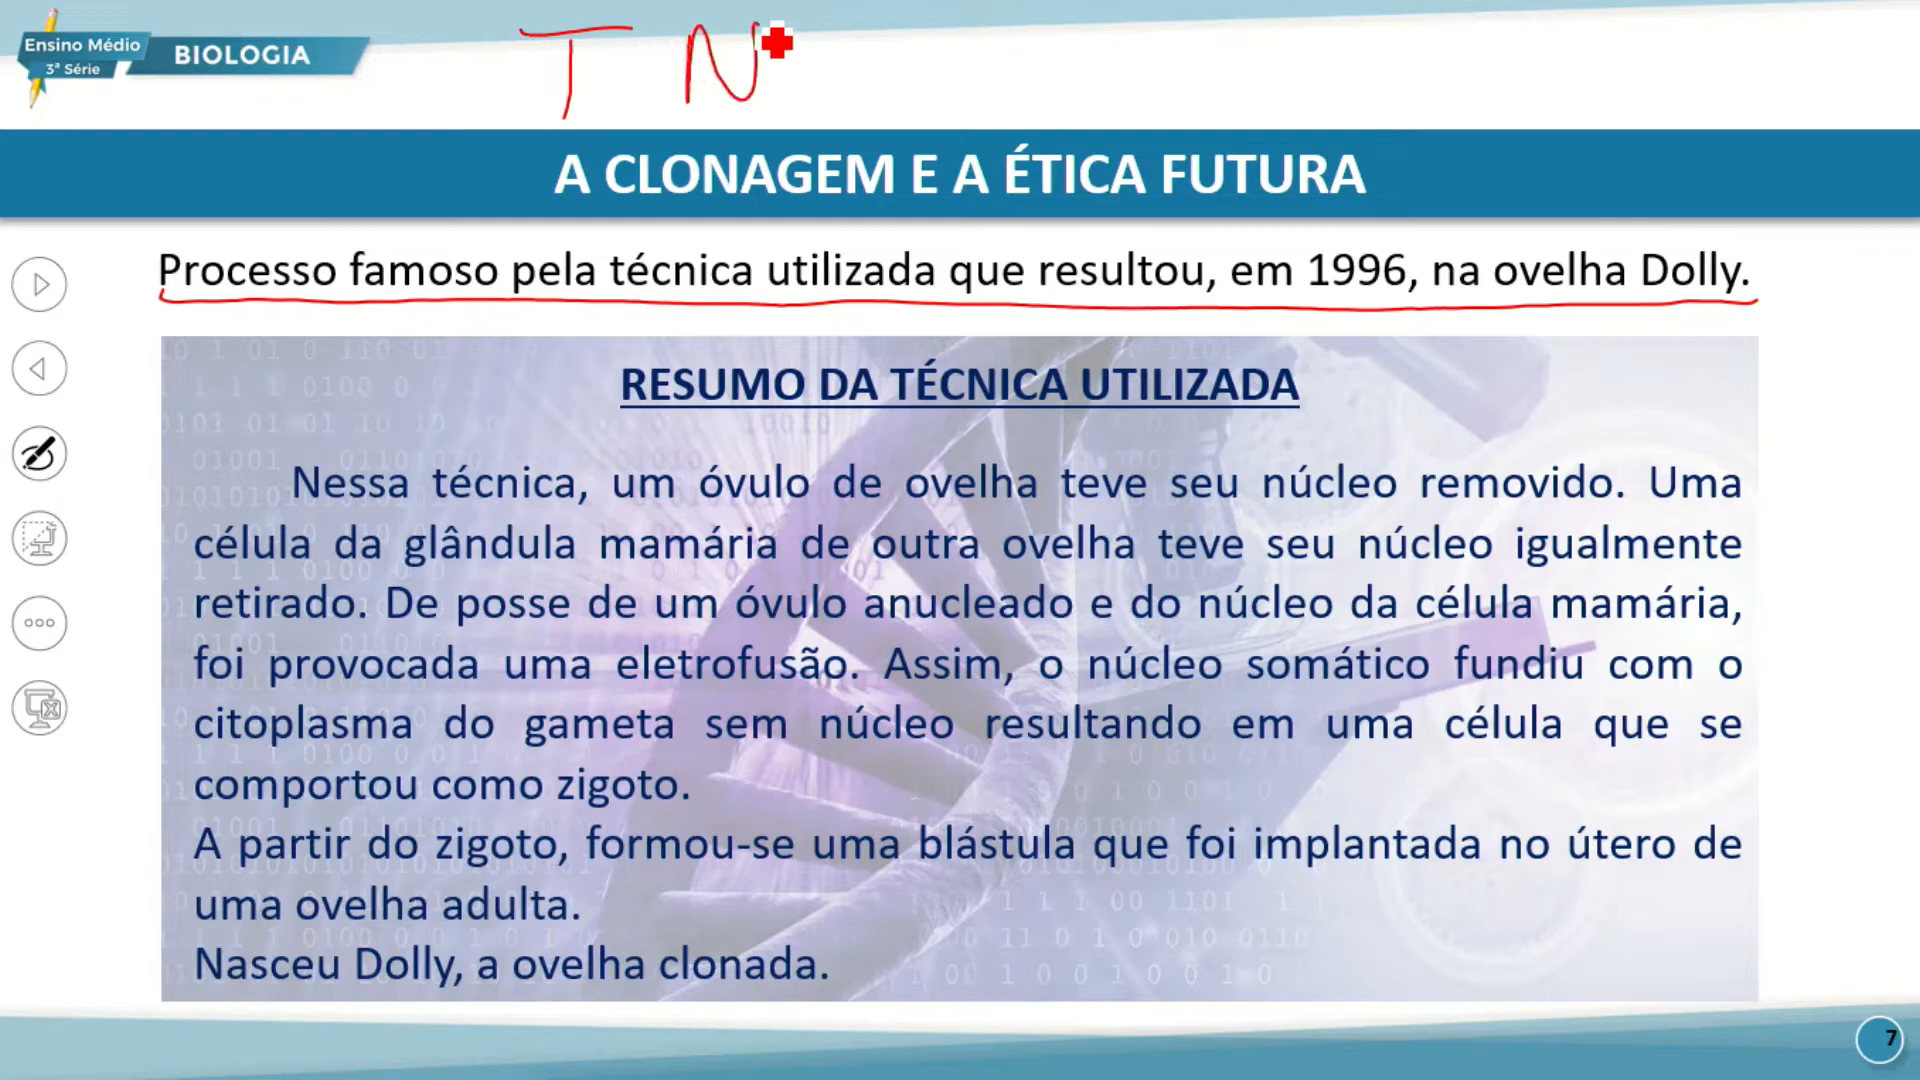 T N
Ensino Médio
3ª Série
BIOLOGIA
A CLONAGEM E A ÉTICA FUTURA
Processo famoso pela técnica utilizada que resultou, em 1996, na ovelha Dolly.
RESUMO DA TÉCNICA UTILIZADA
Nessa técnica, um óvulo de ovelha teve seu núcleo removido. Uma
célula da glândula mamária de outra ovelha teve seu núcleo igualmente
retirado. De posse de um óvulo anucleado e do núcleo da célula mamária,
foi provocada uma eletrofusão. Assim, o núcleo somático fundiu com o
citoplasma do gameta sem núcleo resultando em uma célula que se
comportou como zigoto.
A partir do zigoto, formou-se uma blástula que foi implantada no útero de
uma ovelha adulta.
Nasceu Dolly, a ovelha clonada.
7